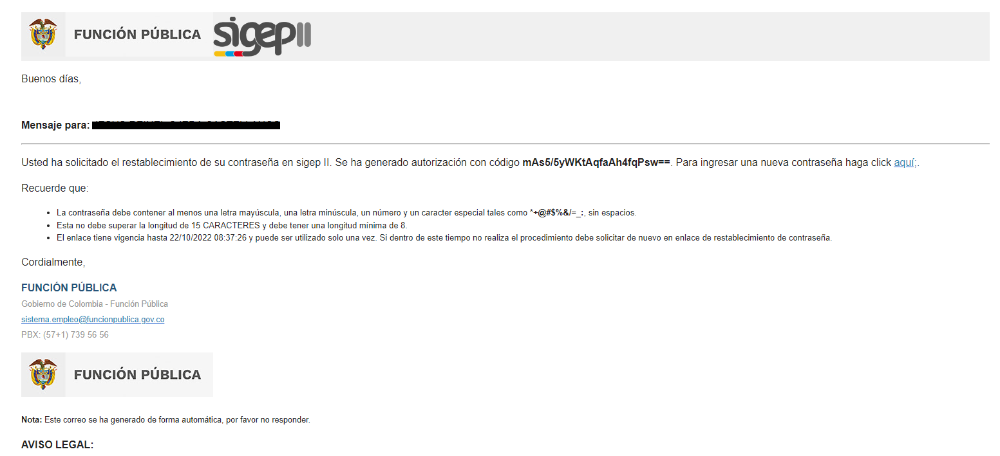 FUNCIÓN PÚBLICA sigep II
Buenos días,
Mensaje para:
Usted ha solicitado el restablecimiento de su contraseña en sigep II. Se ha generado autorización con código mAs5/5yWKtAqfaAh4fqPsw==. Para ingresar una nueva contraseña haga click aquí;.
Recuerde que:
• La contraseña debe contener al menos una letra mayúscula, una letra minúscula, un número y un caracter especial tales como *+@#$%&/=_:, sin espacios.
• Esta no debe superar la longitud de 15 CARACTERES y debe tener una longitud mínima de 8.
• El enlace tiene vigencia hasta 22/10/2022 08:37:26 y puede ser utilizado solo una vez. Si dentro de este tiempo no realiza el procedimiento debe solicitar de nuevo en enlace de restablecimiento de contraseña.
Cordialmente,
FUNCIÓN PÚBLICA
Gobierno de Colombia - Función Pública
sistema.empleo@funcionpublica.gov.co
PBX: (57+1) 739 56 56
FUNCIÓN PÚBLICA
Nota: Este correo se ha generado de forma automática, por favor no responder.
AVISO LEGAL: